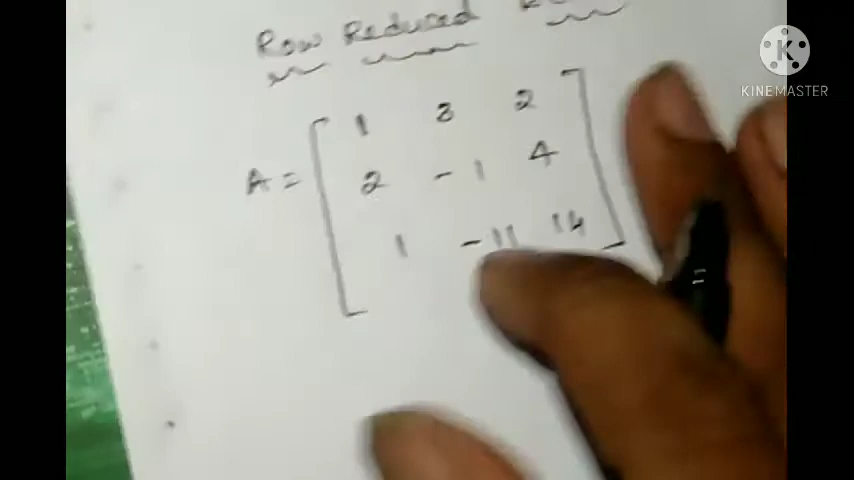 Row Reduced
A = [ 1 3 2
2 -1 4
1 -11 14 ]
K
KINEMASTER